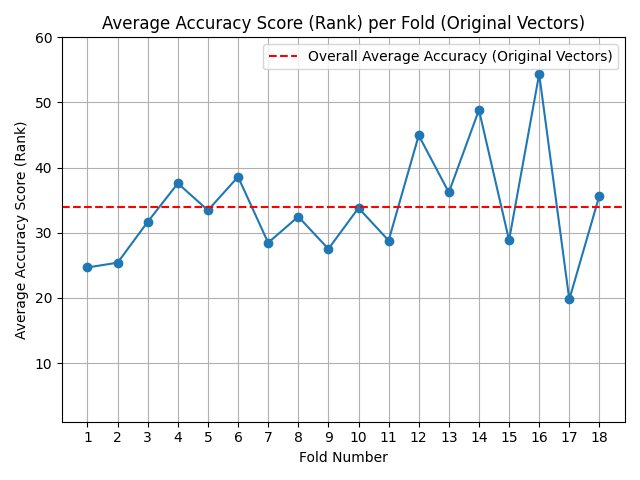 Average Accuracy Score (Rank) per Fold (Original Vectors)
Overall Average Accuracy (Original Vectors)
Average Accuracy Score (Rank)
60
50
40
30
20
10
1 2 3 4 5 6 7 8 9 10 11 12 13 14 15 16 17 18
Fold Number